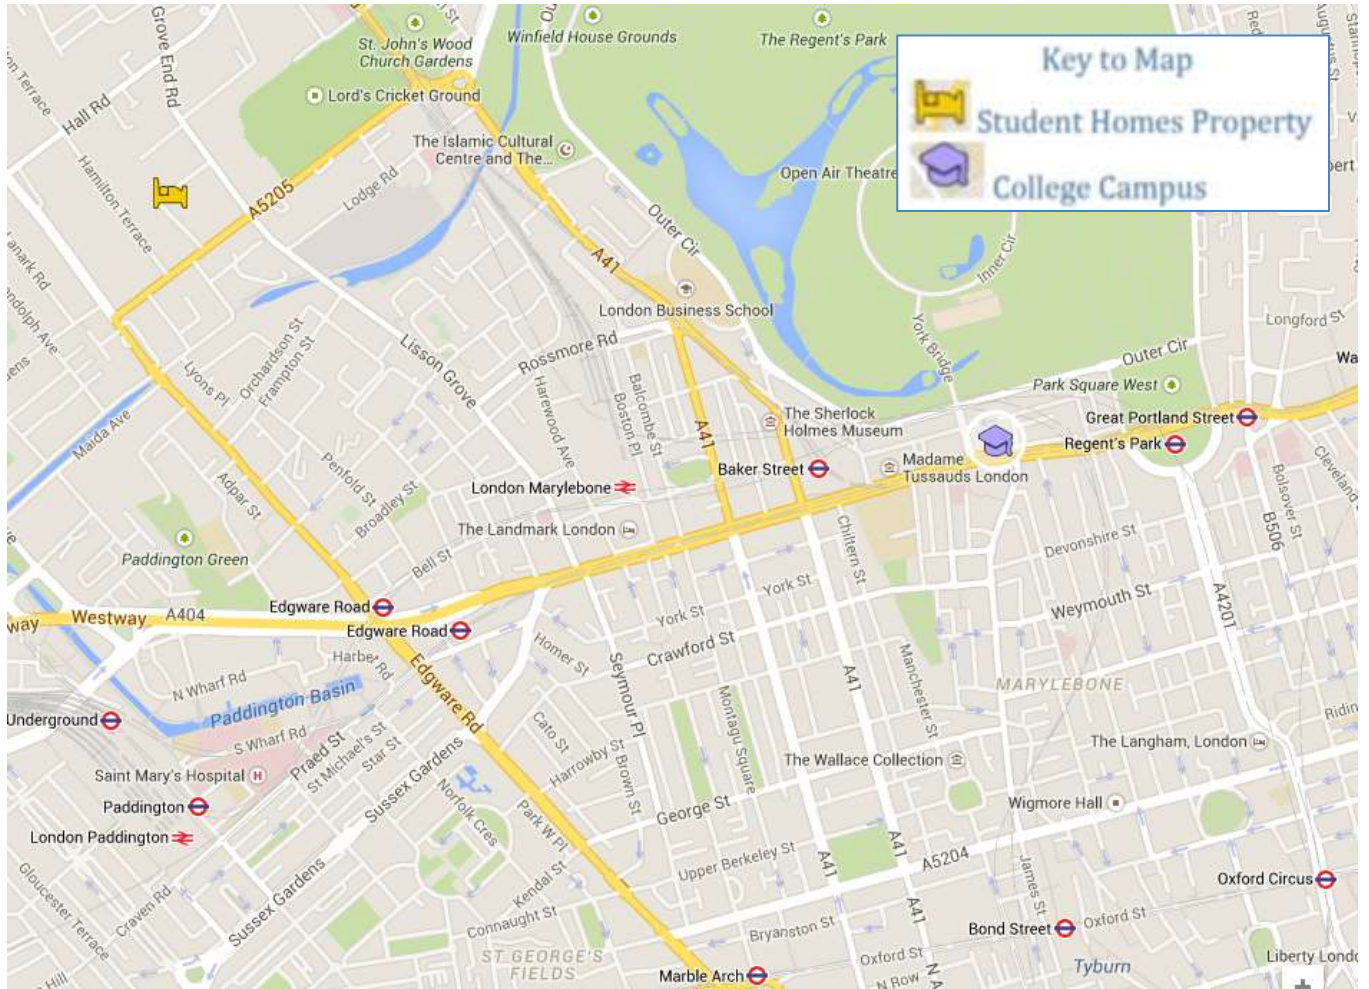 Key to Map
Student Homes Property
College Campus
Grove End Rd
St. John's Wood
Church Gardens
Winfield House Grounds
The Regent's Park
Hamilton Terrace
Hall Rd
Lord's Cricket Ground
The Islamic Cultural
Centre and The...
Open Air Theatre
Hamilton Terrace
A5205
Lodge Rd
Outer Cir
Inner Cir
A41
Lanark Rd
London Business School
York Bridge
Longford St
Orchardson St
Frampton St
Lisson Grove
Rossmore Rd
Outer Cir
Lyons Pl
Harewood Ave
Balcombe St
Boston Pl
A41
Park Square West
The Sherlock
Holmes Museum
Great Portland Street
Regent's Park
Maida Ave
Baker Street
Madame
Tussauds London
Penfold St
Broadley St
Adpar St
London Marylebone
The Landmark London
Chiltern St
Bolsover St
Cleveland
B506
Devonshire St
Paddington Green
Bell St
York St
Weymouth St
A4201
Westway
A404
Edgware Road
Edgware Road
York St
Crawford St
Homer St
Harbet Rd
Edgware Rd
Seymour Pl
A41
Manchester St
MARYLEBONE
N Wharf Rd
Paddington Basin
Montagu Square
Underground
S Wharf Rd
Praed St
St Michael's St
Star St
Cato St
Harrowby St
Brown St
The Wallace Collection
The Langham, London
Saint Mary's Hospital
Sussex Gardens
Norfolk Cres
Park W Pl
George St
Wigmore Hall
Paddington
London Paddington
Upper Berkeley St
A41
A41
A5204
James St
Oxford Circus
Gloucester Terrace
Craven Rd
Sussex Gardens
Kendal St
Connaught St
Bryanston St
A41
Bond Street
Oxford St
ST GEORGE'S
FIELDS
Oxford St
N Row
Marble Arch
Tyburn
Liberty Londo